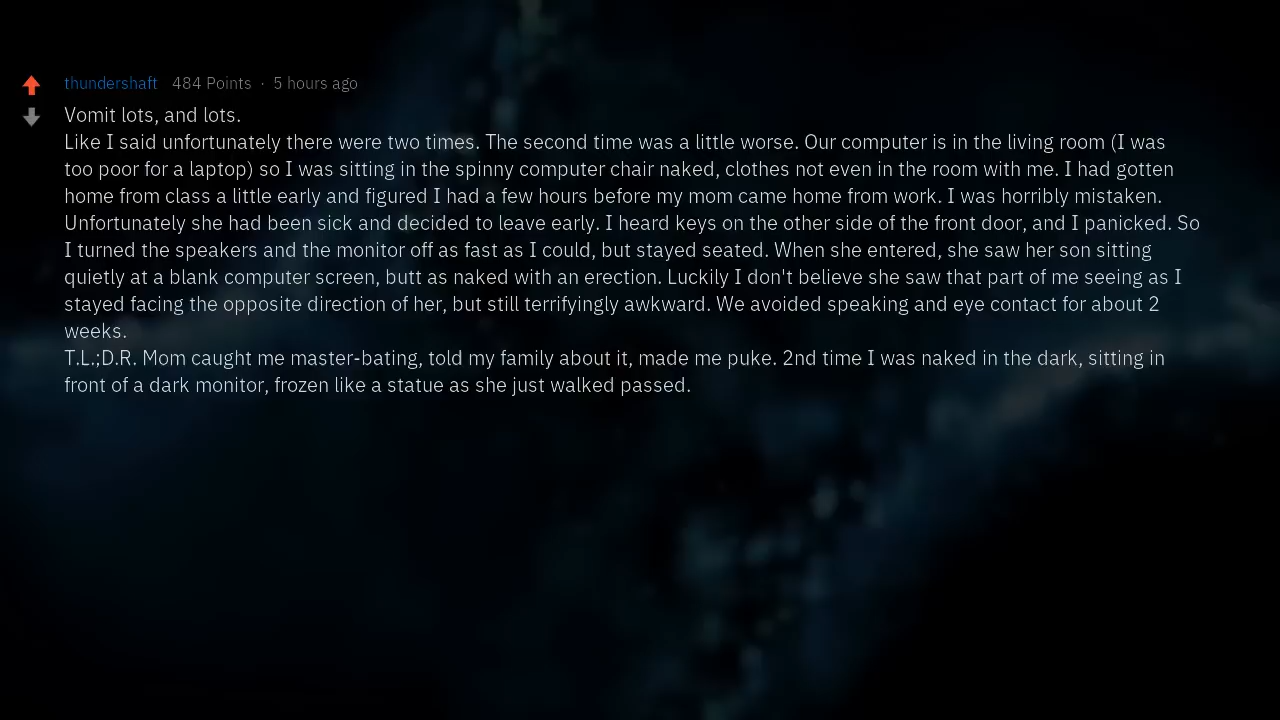 thundershaft 484 Points · 5 hours ago
Vomit lots, and lots.
Like I said unfortunately there were two times. The second time was a little worse. Our computer is in the living room (I was
too poor for a laptop) so I was sitting in the spinny computer chair naked, clothes not even in the room with me. I had gotten
home from class a little early and figured I had a few hours before my mom came home from work. I was horribly mistaken.
Unfortunately she had been sick and decided to leave early. I heard keys on the other side of the front door, and I panicked. So
I turned the speakers and the monitor off as fast as I could, but stayed seated. When she entered, she saw her son sitting
quietly at a blank computer screen, butt as naked with an erection. Luckily I don't believe she saw that part of me seeing as I
stayed facing the opposite direction of her, but still terrifyingly awkward. We avoided speaking and eye contact for about 2
weeks.
T.L.;D.R. Mom caught me master-bating, told my family about it, made me puke. 2nd time I was naked in the dark, sitting in
front of a dark monitor, frozen like a statue as she just walked passed.